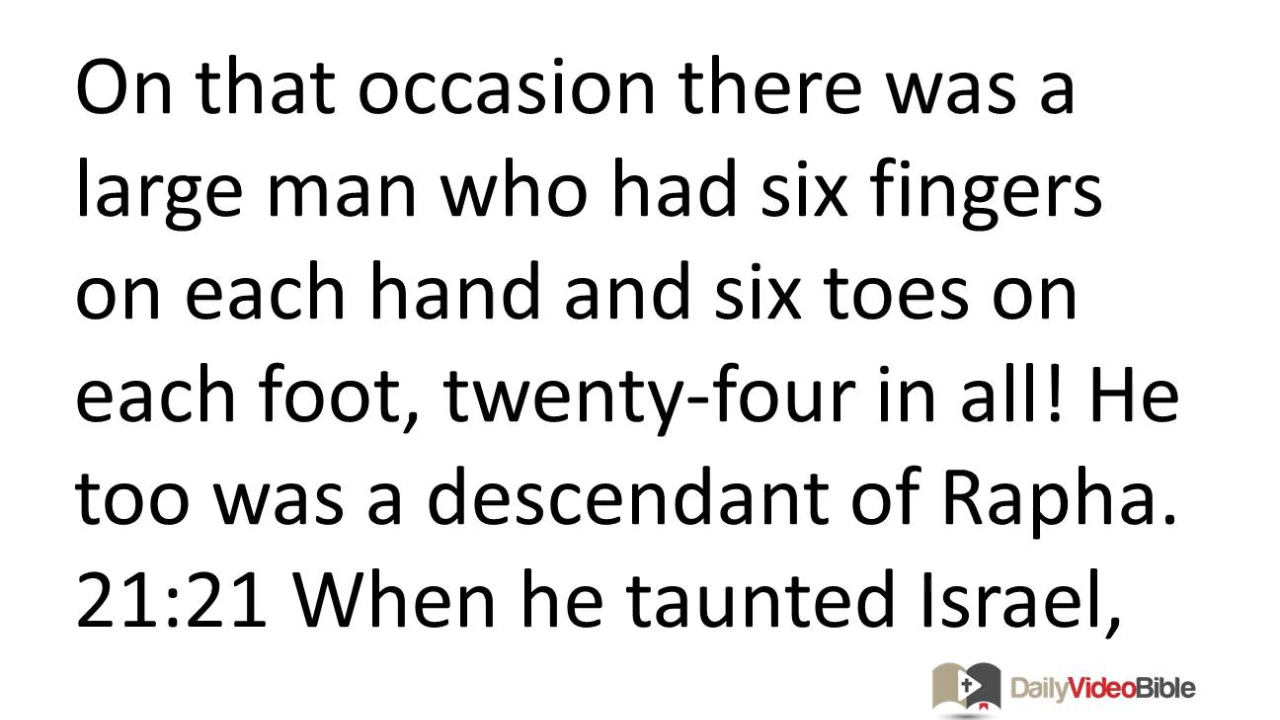 On that occasion there was a
large man who had six fingers
on each hand and six toes on
each foot, twenty-four in all! He
too was a descendant of Rapha.
21:21 When he taunted Israel,
DailyVideoBible